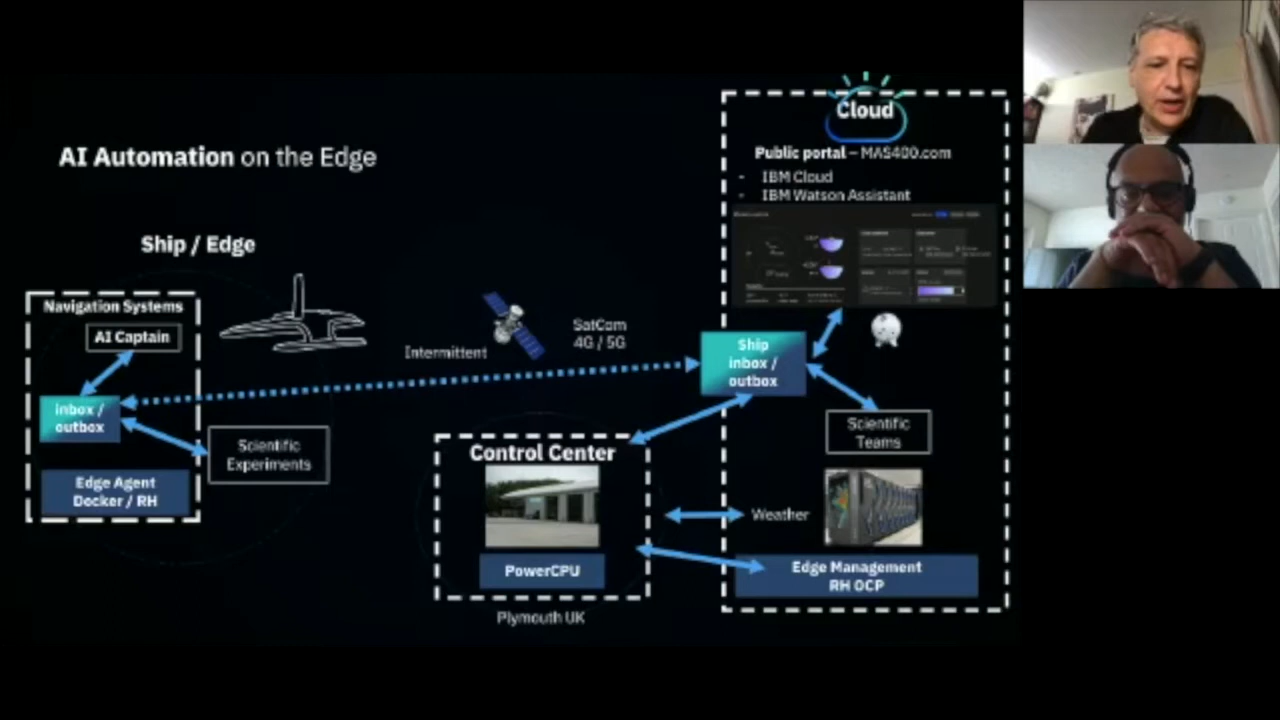 AI Automation on the Edge
Ship / Edge
Navigation Systems
AI Captain
inbox /
outbox
Scientific
Experiments
Edge Agent
Docker / RH
Intermittent
SatCom
4G / 5G
Control Center
PowerCPU
Plymouth UK
Cloud
Public portal – MAS400.com
- IBM Cloud
- IBM Watson Assistant
Ship
inbox /
outbox
Scientific
Teams
Weather
Edge Management
RH OCP